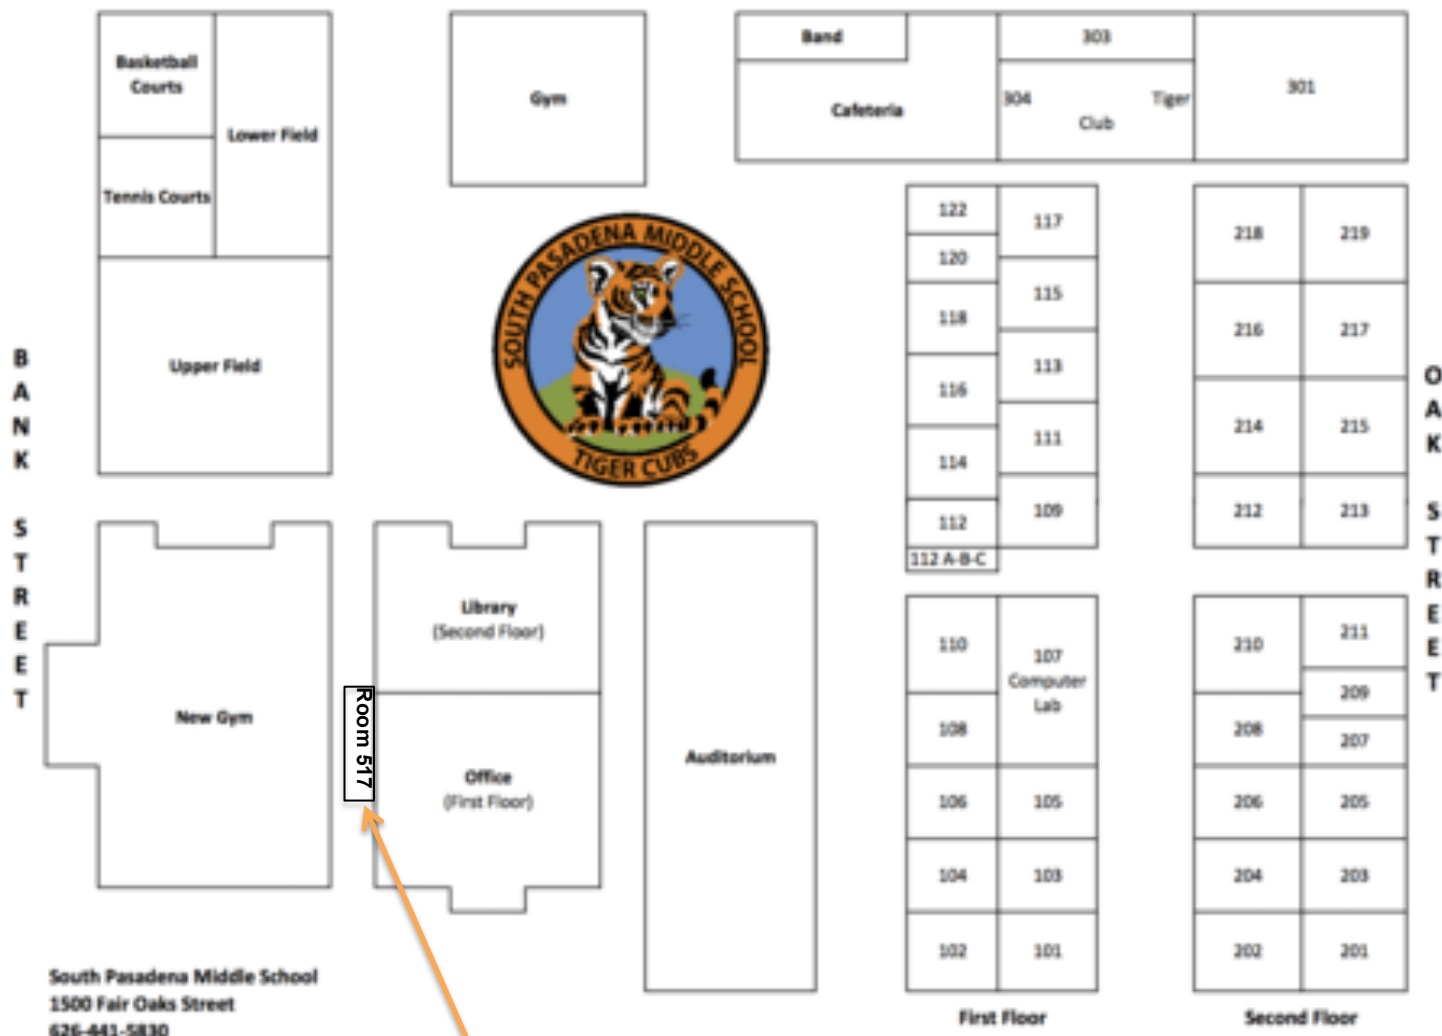 Basketball
Courts
Lower Field
Tennis Courts
Upper Field
Gym
Band
Cafeteria
303
304 Tiger
Club
301
SOUTH PASADENA MIDDLE SCHOOL
TIGER CUBS
122
120
118
116
114
112
112 A-B-C
117
115
113
111
109
218
219
216
217
214
215
212
213
BANK STREET
OAK STREET
New Gym
Library
(Second Floor)
Room 517
Office
(First Floor)
Auditorium
110
107
Computer
Lab
108
106
105
104
103
102
101
210
211
209
208
207
206
205
204
203
202
201
First Floor
Second Floor
South Pasadena Middle School
1500 Fair Oaks Street
626-441-5830